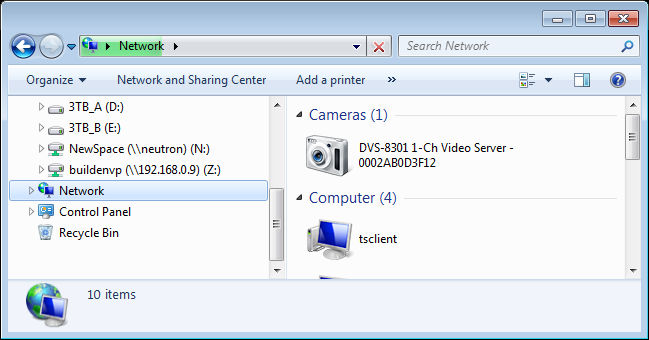 Network
Search Network
Organize
Network and Sharing Center
Add a printer
»
3TB_A (D:)
3TB_B (E:)
NewSpace (\\neutron) (N:)
buildenvp (\\192.168.0.9) (Z:)
Network
Control Panel
Recycle Bin
Cameras (1)
DVS-8301 1-Ch Video Server -
0002AB0D3F12
Computer (4)
tsclient
10 items